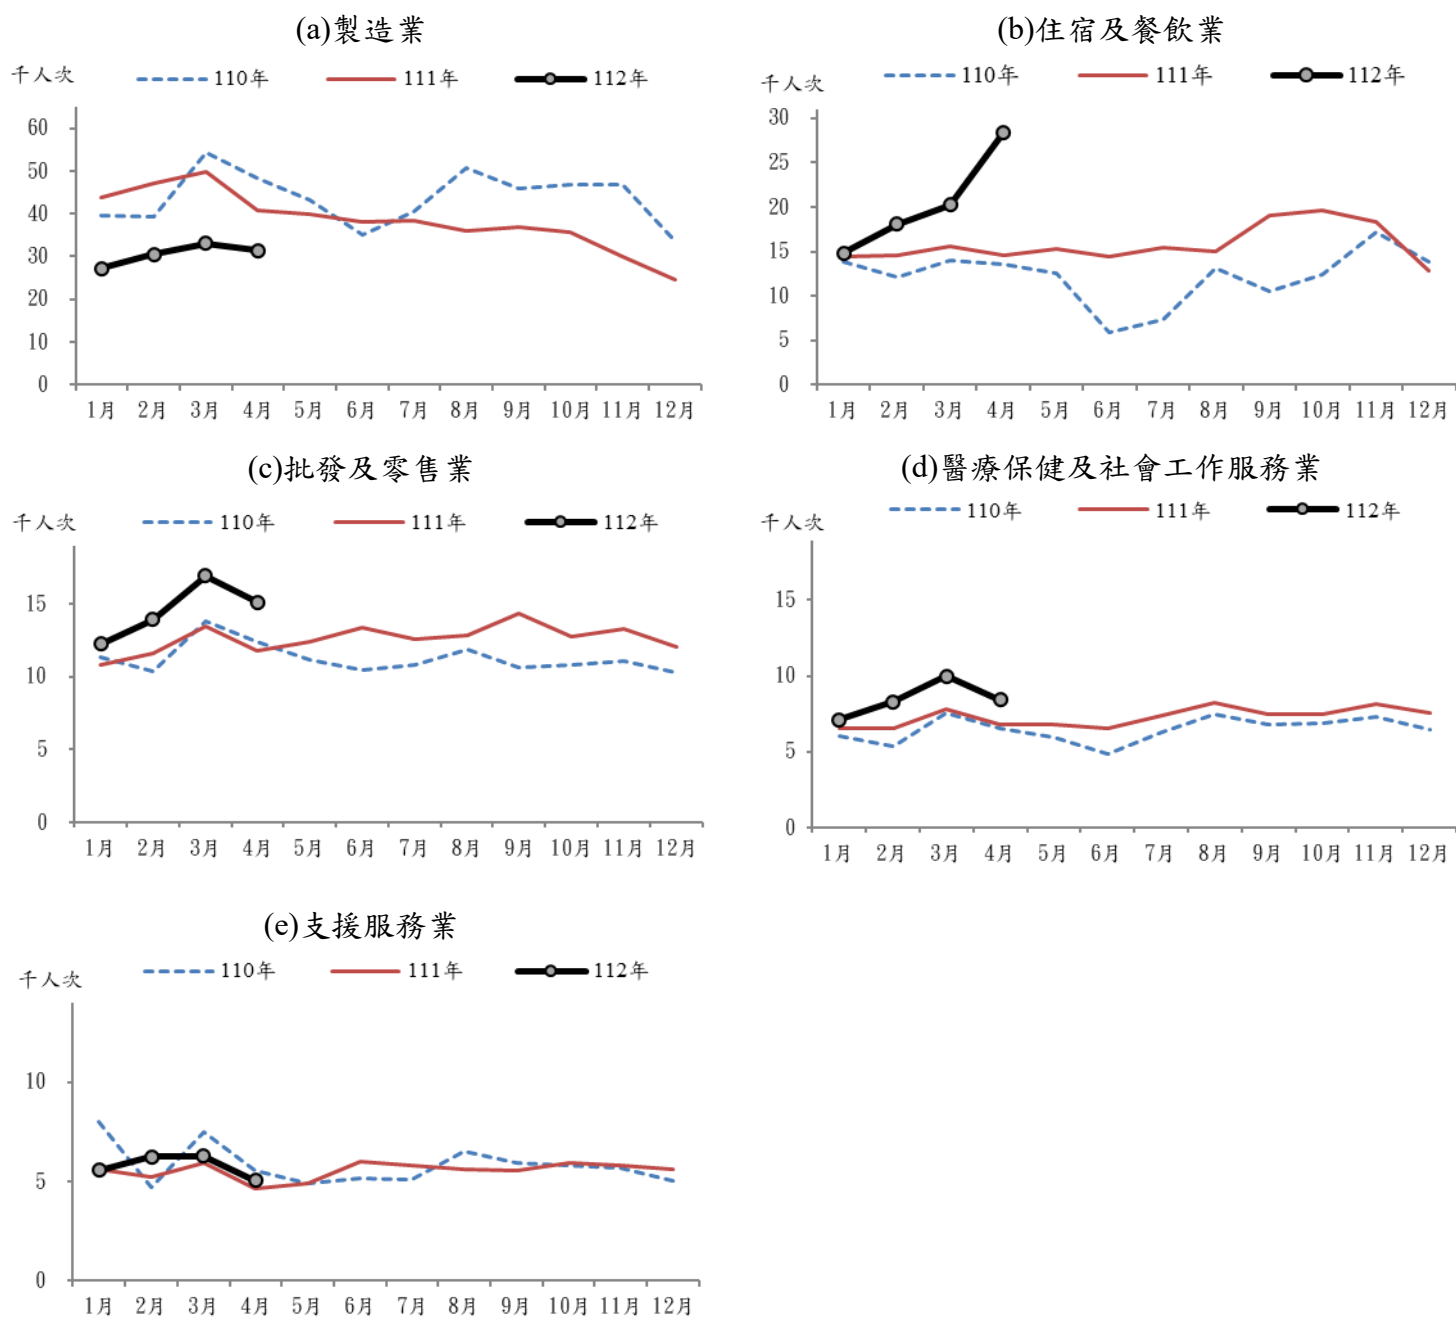 (a)製造業
千人次 110年 111年 112年
60
50
40
30
20
10
0
1月 2月 3月 4月 5月 6月 7月 8月 9月 10月 11月 12月
(b)住宿及餐飲業
千人次 110年 111年 112年
30
25
20
15
10
5
0
1月 2月 3月 4月 5月 6月 7月 8月 9月 10月 11月 12月
(c)批發及零售業
千人次 110年 111年 112年
15
10
5
0
1月 2月 3月 4月 5月 6月 7月 8月 9月 10月 11月 12月
(d)醫療保健及社會工作服務業
千人次 110年 111年 112年
15
10
5
0
1月 2月 3月 4月 5月 6月 7月 8月 9月 10月 11月 12月
(e)支援服務業
千人次 110年 111年 112年
10
5
0
1月 2月 3月 4月 5月 6月 7月 8月 9月 10月 11月 12月